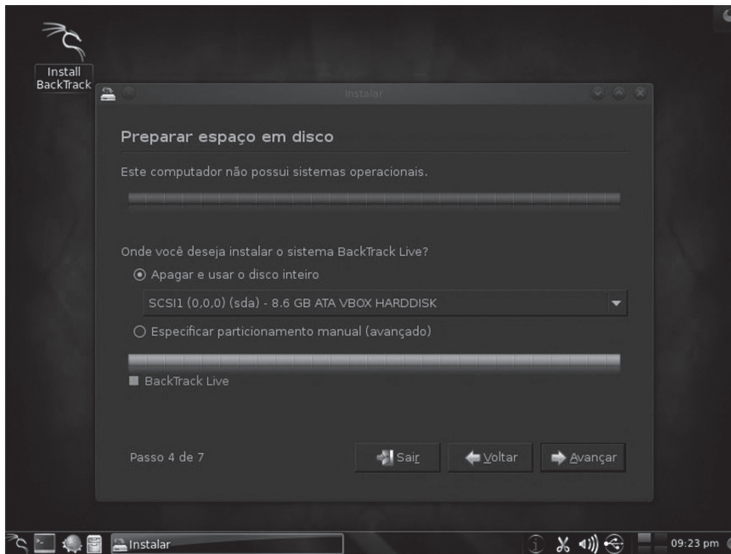 Install
BackTrack
Instalar
Preparar espaço em disco
Este computador não possui sistemas operacionais.
Onde você deseja instalar o sistema BackTrack Live?
Apagar e usar o disco inteiro
SCSI1 (0,0,0) (sda) - 8.6 GB ATA VBOX HARDDISK
Especificar particionamento manual (avançado)
BackTrack Live
Passo 4 de 7
Sair
Voltar
Avançar
Instalar
09:23 pm